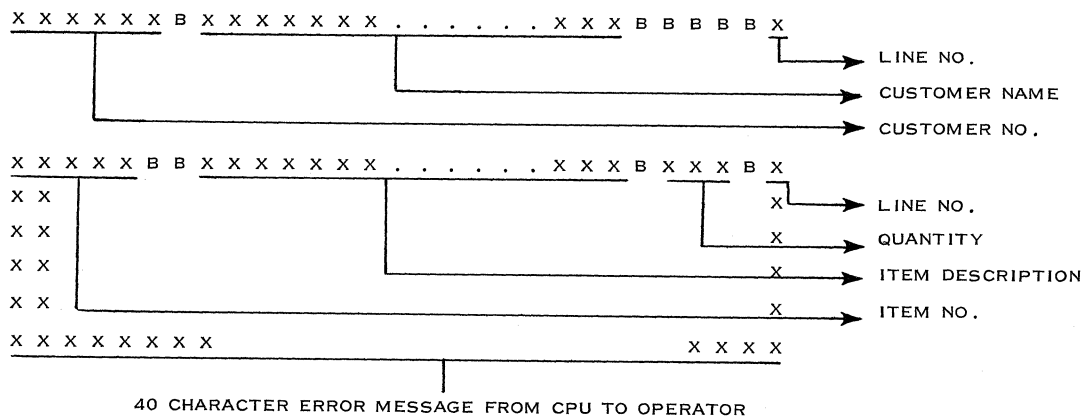 X X X X X X B X X X X X X X . . . . . . X X X B B B B B X
LINE NO.
CUSTOMER NAME
CUSTOMER NO.
X X X X X B B X X X X X X X . . . . . . X X X B X X X B X
X X X LINE NO.
X X X QUANTITY
X X X ITEM DESCRIPTION
X X X ITEM NO.
X X X X X X X X X X X X
40 CHARACTER ERROR MESSAGE FROM CPU TO OPERATOR